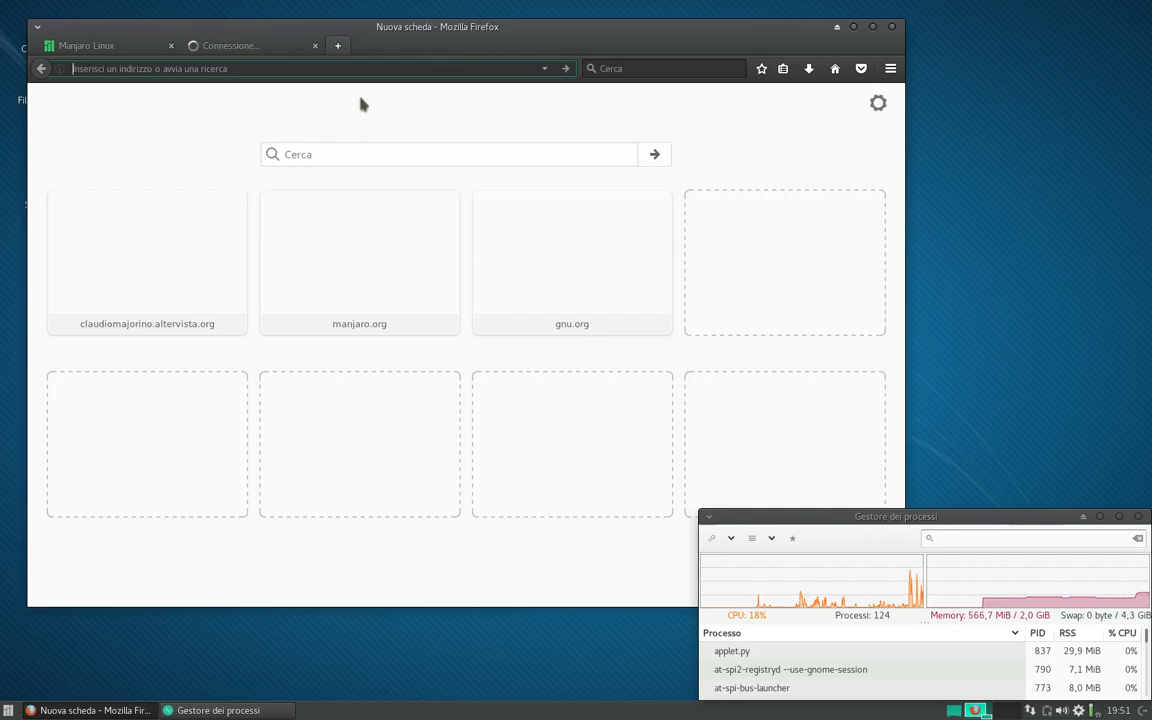 Nuova scheda - Mozilla Firefox
Manjaro Linux
Connessione...
Inserisci un indirizzo o avvia una ricerca
Cerca
Cerca
claudiomajorino.altervista.org
manjaro.org
gnu.org
Gestore dei processi
CPU: 18%
Processi: 124
Memory: 566,7 MiB / 2,0 GiB
Swap: 0 byte / 4,3 GiB
Processo PID RSS % CPU
applet.py 837 29,9 MiB 0%
at-spi2-registryd --use-gnome-session 790 7,1 MiB 0%
at-spi-bus-launcher 773 8,0 MiB 0%
Nuova scheda - Mozilla Fir...
Gestore dei processi
19:51